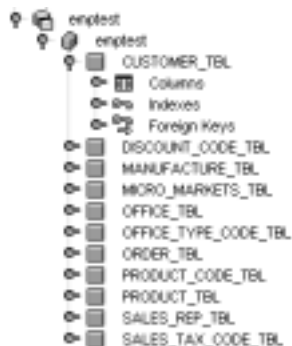 emptest
emptest
CUSTOMER_TBL
Columns
Indexes
Foreign Keys
DISCOUNT_CODE_TBL
MANUFACTURE_TBL
MICRO_MARKETS_TBL
OFFICE_TBL
OFFICE_TYPE_CODE_TBL
ORDER_TBL
PRODUCT_CODE_TBL
PRODUCT_TBL
SALES_REP_TBL
SALES_TAX_CODE_TBL